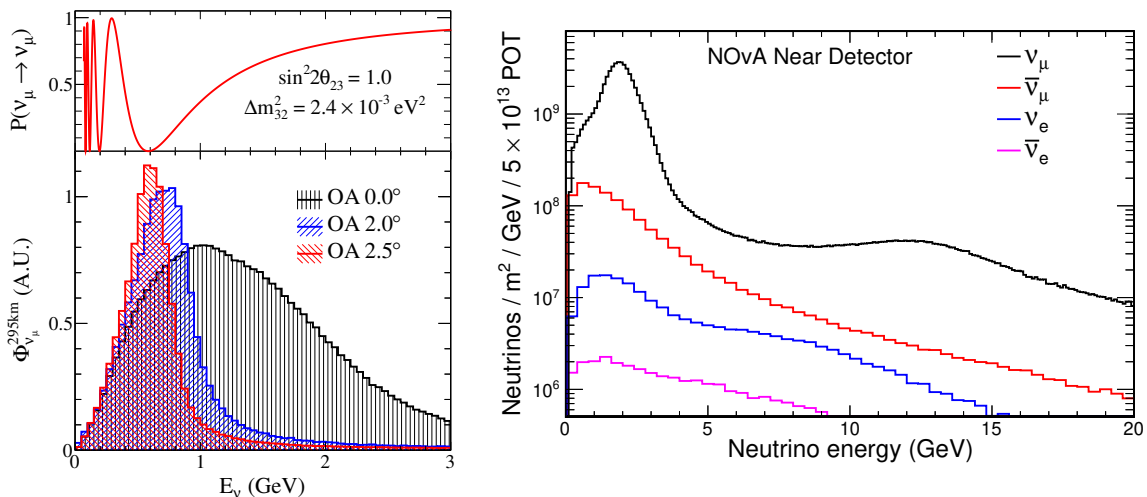 P(ν_μ → ν_μ)
1
0.5
sin²2θ₂₃ = 1.0
Δm²₃₂ = 2.4 × 10⁻³ eV²
Φ^295km_ν_μ (A.U.)
1
0.5
0
OA 0.0°
OA 2.0°
OA 2.5°
0 1 2 3
E_ν (GeV)
Neutrinos / m² / GeV / 5 × 10¹³ POT
10⁹
10⁸
10⁷
10⁶
NOvA Near Detector
ν_μ
ν̅_μ
ν_e
ν̅_e
0 5 10 15 20
Neutrino energy (GeV)